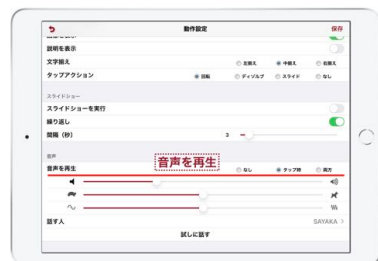 動作設定
保存
説明を表示
文字揃え
左揃え
中揃え
右揃え
タップアクション
回転
ディゾルブ
スライド
なし
スライドショー
スライドショーを実行
繰り返し
間隔（秒）
3
音声
音声を再生
音声を再生
なし
タップ時
両方
話す人
SAYAKA
試しに話す